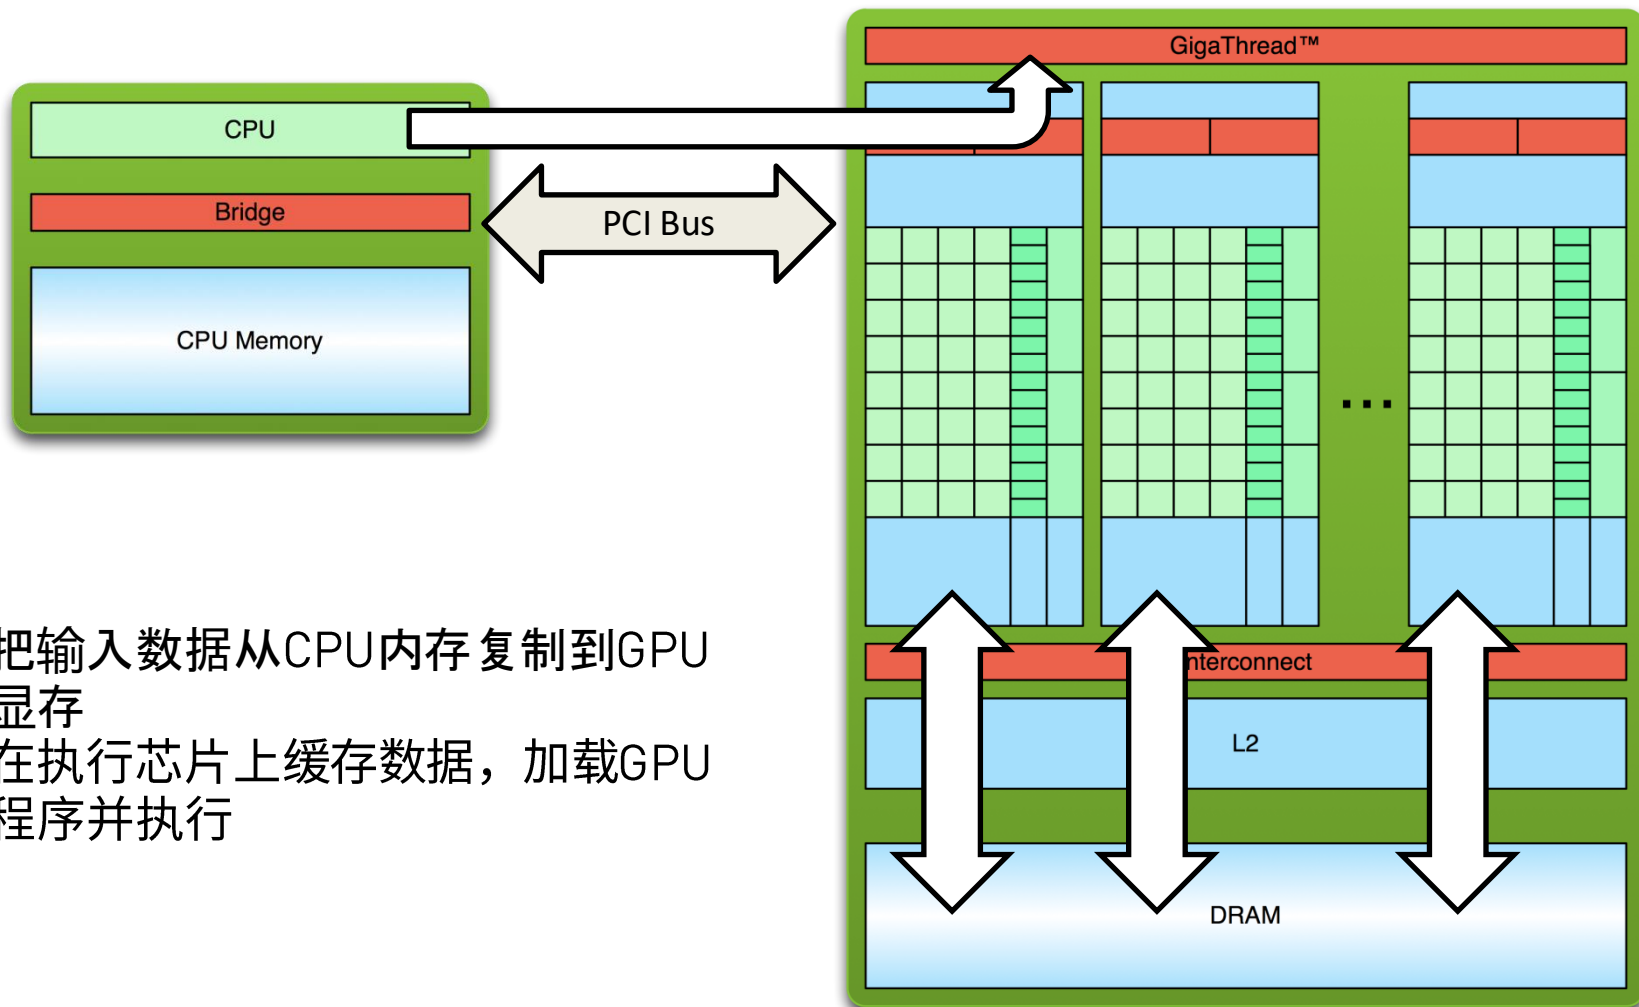 GigaThread™
CPU
Bridge
PCI Bus
CPU Memory
...
把输入数据从CPU内存复制到GPU
显存
在执行芯片上缓存数据，加载GPU
程序并执行
nterconnect
L2
DRAM